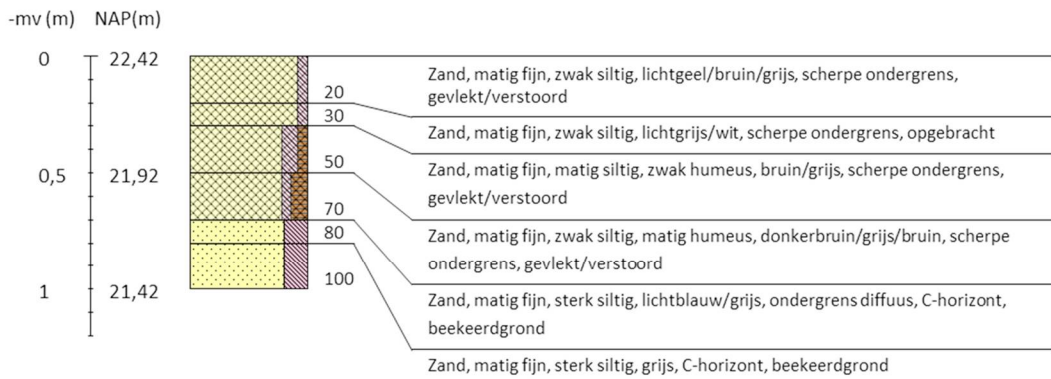 -mv (m) NAP(m)
0 22,42
Zand, matig fijn, zwak siltig, lichtgeel/bruin/grijs, scherpe ondergrens,
gevlekt/verstoord
20
30
Zand, matig fijn, zwak siltig, lichtgrijs/wit, scherpe ondergrens, opgebracht
50
0,5 21,92
Zand, matig fijn, matig siltig, zwak humeus, bruin/grijs, scherpe ondergrens,
gevlekt/verstoord
70
80
Zand, matig fijn, zwak siltig, matig humeus, donkerbruin/grijs/bruin, scherpe
ondergrens, gevlekt/verstoord
100
1 21,42
Zand, matig fijn, sterk siltig, lichtblauw/grijs, ondergrens diffuus, C-horizont,
beekeerdgrond
Zand, matig fijn, sterk siltig, grijs, C-horizont, beekeerdgrond